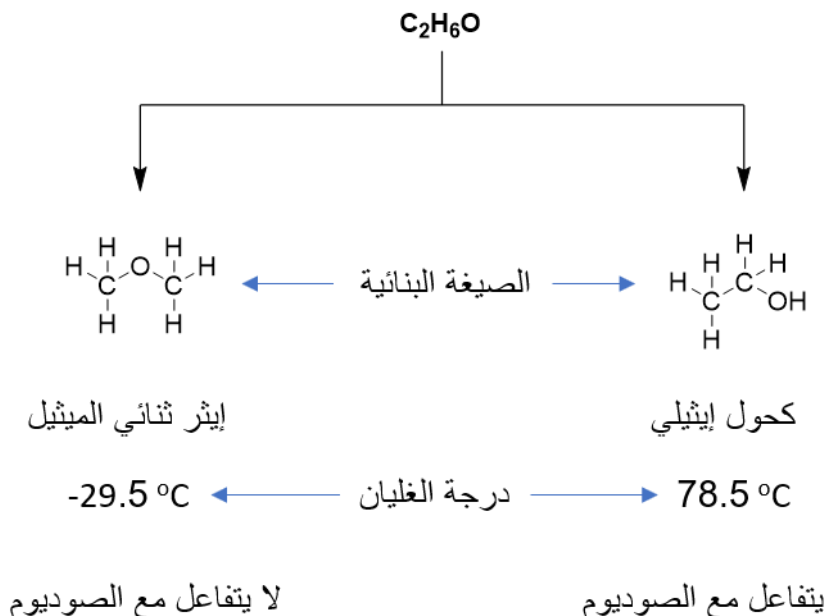 C₂H₆O
H H H O H H H C C
الصيغة البنائية
H H H H H C C OH
إيثر ثنائي الميثيل
كحول إيثيلي
-29.5 ºC
درجة الغليان
78.5 ºC
لا يتفاعل مع الصوديوم
يتفاعل مع الصوديوم